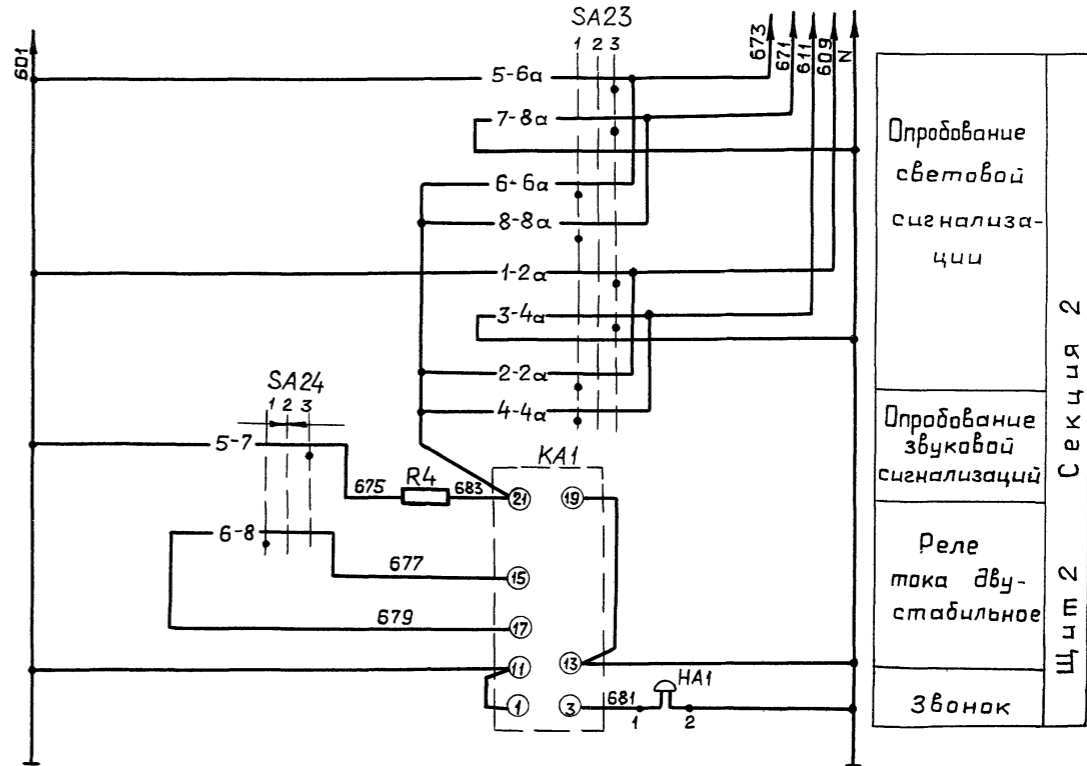 SA23
1 2 3
601
673
671
611
609
N
5-6а
7-8а
6-6а
8-8а
1-2а
3-4а
2-2а
4-4а
SA24
1 2 3
5-7
675
R4
683
KA1
21
19
6-8
677
15
679
17
11
13
1
3
681
HA1
1
2
Опробование
световой
сигнализа-
ции
Опробование
звуковой
сигнализаций
Реле
тока дву-
стабильное
Звонок
Щит 2 Секция 2